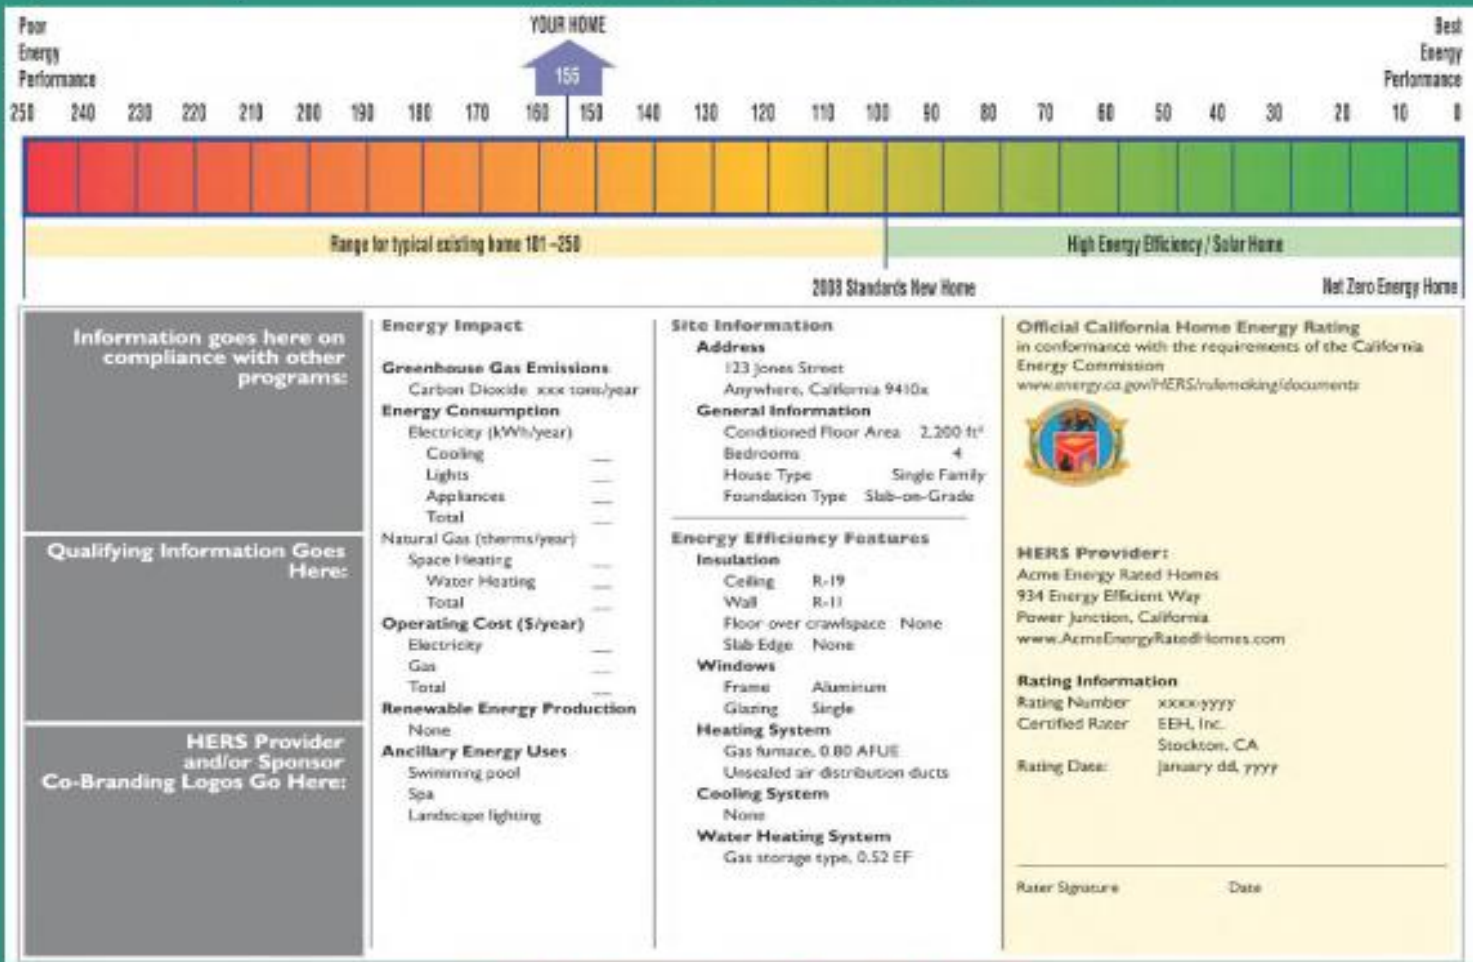 Poor
Energy
Performance
YOUR HOME
155
Best
Energy
Performance
250 240 230 220 210 200 190 180 170 160 150 140 130 120 110 100 90 80 70 60 50 40 30 20 10 0
Range for typical existing home 101 –250
High Energy Efficiency / Solar Home
2008 Standards New Home
Net Zero Energy Home
Information goes here on
compliance with other
programs:
Qualifying Information Goes
Here:
HERS Provider
and/or Sponsor
Co-Branding Logos Go Here:
Energy Impact
Greenhouse Gas Emissions
Carbon Dioxide xxx tons/year
Energy Consumption
Electricity (kWh/year)
Cooling __
Lights __
Appliances __
Total __
Natural Gas (therms/year)
Space Heating __
Water Heating __
Total __
Operating Cost ($/year)
Electricity __
Gas __
Total __
Renewable Energy Production
None
Ancillary Energy Uses
Swimming pool
Spa
Landscape lighting
Site Information
Address
123 Jones Street
Anywhere, California 9410x
General Information
Conditioned Floor Area 2,200 ft²
Bedrooms 4
House Type Single Family
Foundation Type Slab-on-Grade
Energy Efficiency Features
Insulation
Ceiling R-19
Wall R-11
Floor over crawlspace None
Slab Edge None
Windows
Frame Aluminum
Glazing Single
Heating System
Gas furnace, 0.80 AFUE
Unsealed air distribution ducts
Cooling System
None
Water Heating System
Gas storage type, 0.52 EF
Official California Home Energy Rating
in conformance with the requirements of the California
Energy Commission
www.energy.ca.gov/HERS/rulemaking/documents
HERS Provider:
Acme Energy Rated Homes
934 Energy Efficient Way
Power Junction, California
www.AcmeEnergyRatedHomes.com
Rating Information
Rating Number xxxx-yyyy
Certified Rater EEH, Inc.
Stockton, CA
Rating Date: January dd, yyyy
Rater Signature Date